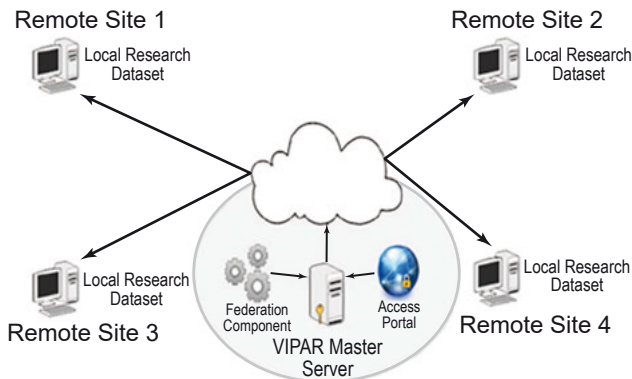 Remote Site 1
Local Research
Dataset
Remote Site 2
Local Research
Dataset
Local Research
Dataset
Remote Site 3
Federation
Component
Access
Portal
VIPAR Master
Server
Local Research
Dataset
Remote Site 4